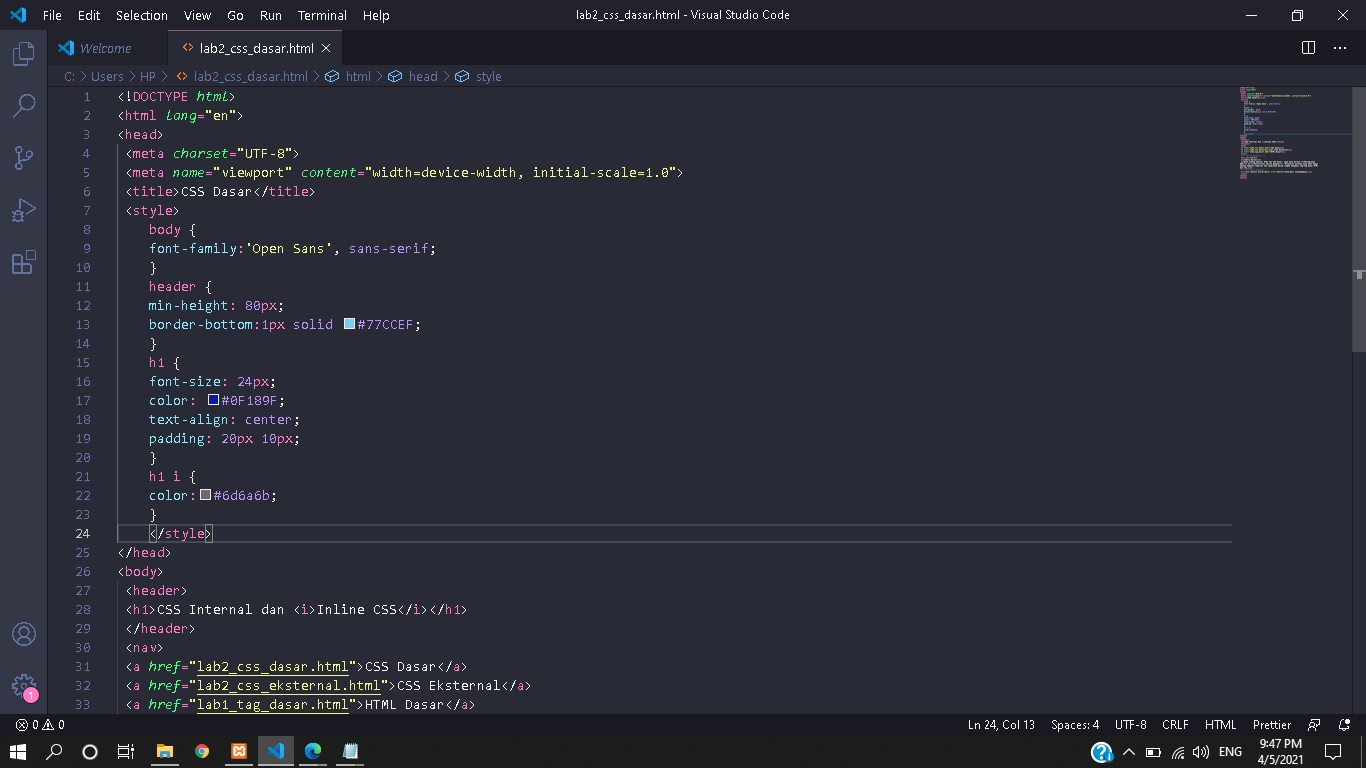 File Edit Selection View Go Run Terminal Help lab2_css_dasar.html - Visual Studio Code
Welcome lab2_css_dasar.html
C: > Users > HP > lab2_css_dasar.html > html > head > style
1 <!DOCTYPE html>
2 <html lang="en">
3 <head>
4 <meta charset="UTF-8">
5 <meta name="viewport" content="width=device-width, initial-scale=1.0">
6 <title>CSS Dasar</title>
7 <style>
8 body {
9 font-family:'Open Sans', sans-serif;
10 }
11 header {
12 min-height: 80px;
13 border-bottom:1px solid #77CCEF;
14 }
15 h1 {
16 font-size: 24px;
17 color: #0F189F;
18 text-align: center;
19 padding: 20px 10px;
20 }
21 h1 i {
22 color:#6d6a6b;
23 }
24 </style>
25 </head>
26 <body>
27 <header>
28 <h1>CSS Internal dan <i>Inline CSS</i></h1>
29 </header>
30 <nav>
31 <a href="lab2_css_dasar.html">CSS Dasar</a>
32 <a href="lab2_css_eksternal.html">CSS Eksternal</a>
33 <a href="lab1_tag_dasar.html">HTML Dasar</a>
1
0 0 Ln 24, Col 13 Spaces: 4 UTF-8 CRLF HTML Prettier
ENG 9:47 PM
4/5/2021